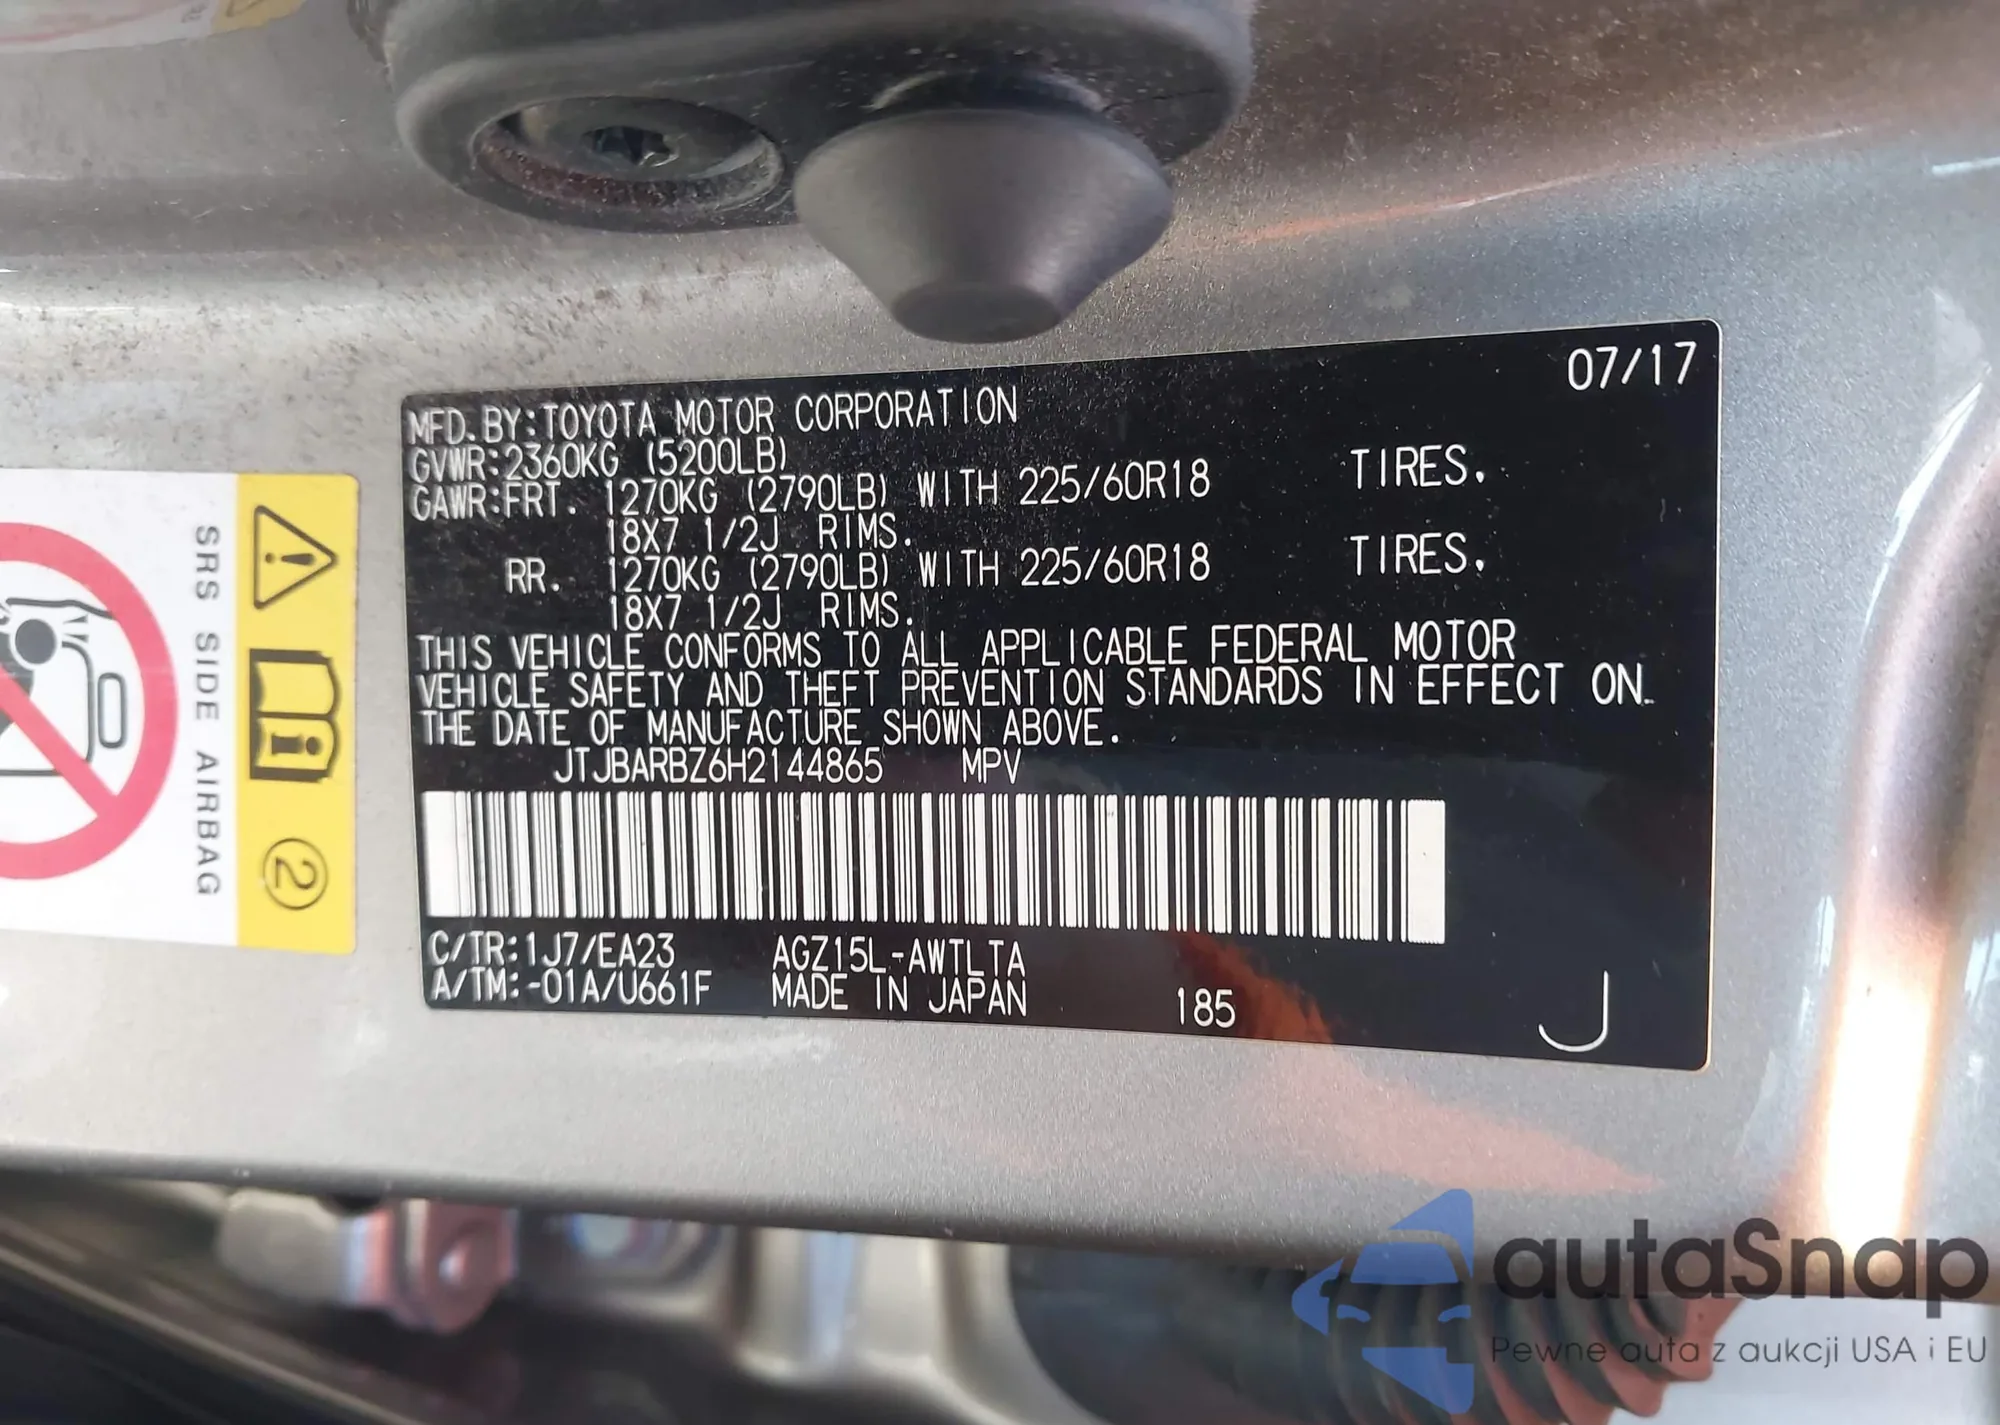 07/17
MFD.BY:TOYOTA MOTOR CORPORATION
GVWR:2360KG (5200LB)
GAWR:FRT. 1270KG (2790LB) WITH 225/60R18 TIRES.
18X7 1/2J RIMS.
RR. 1270KG (2790LB) WITH 225/60R18 TIRES.
18X7 1/2J RIMS.
THIS VEHICLE CONFORMS TO ALL APPLICABLE FEDERAL MOTOR
VEHICLE SAFETY AND THEFT PREVENTION STANDARDS IN EFFECT ON
THE DATE OF MANUFACTURE SHOWN ABOVE.
JTJBARBZ6H2144865 MPV
C/TR:1J7/EA23 AGZ15L-AWTLTA
A/TM:-01A/U661F MADE IN JAPAN 185 J
SRS SIDE AIRBAG
2
autaSnap
Pewne auta z aukcji USA i EU